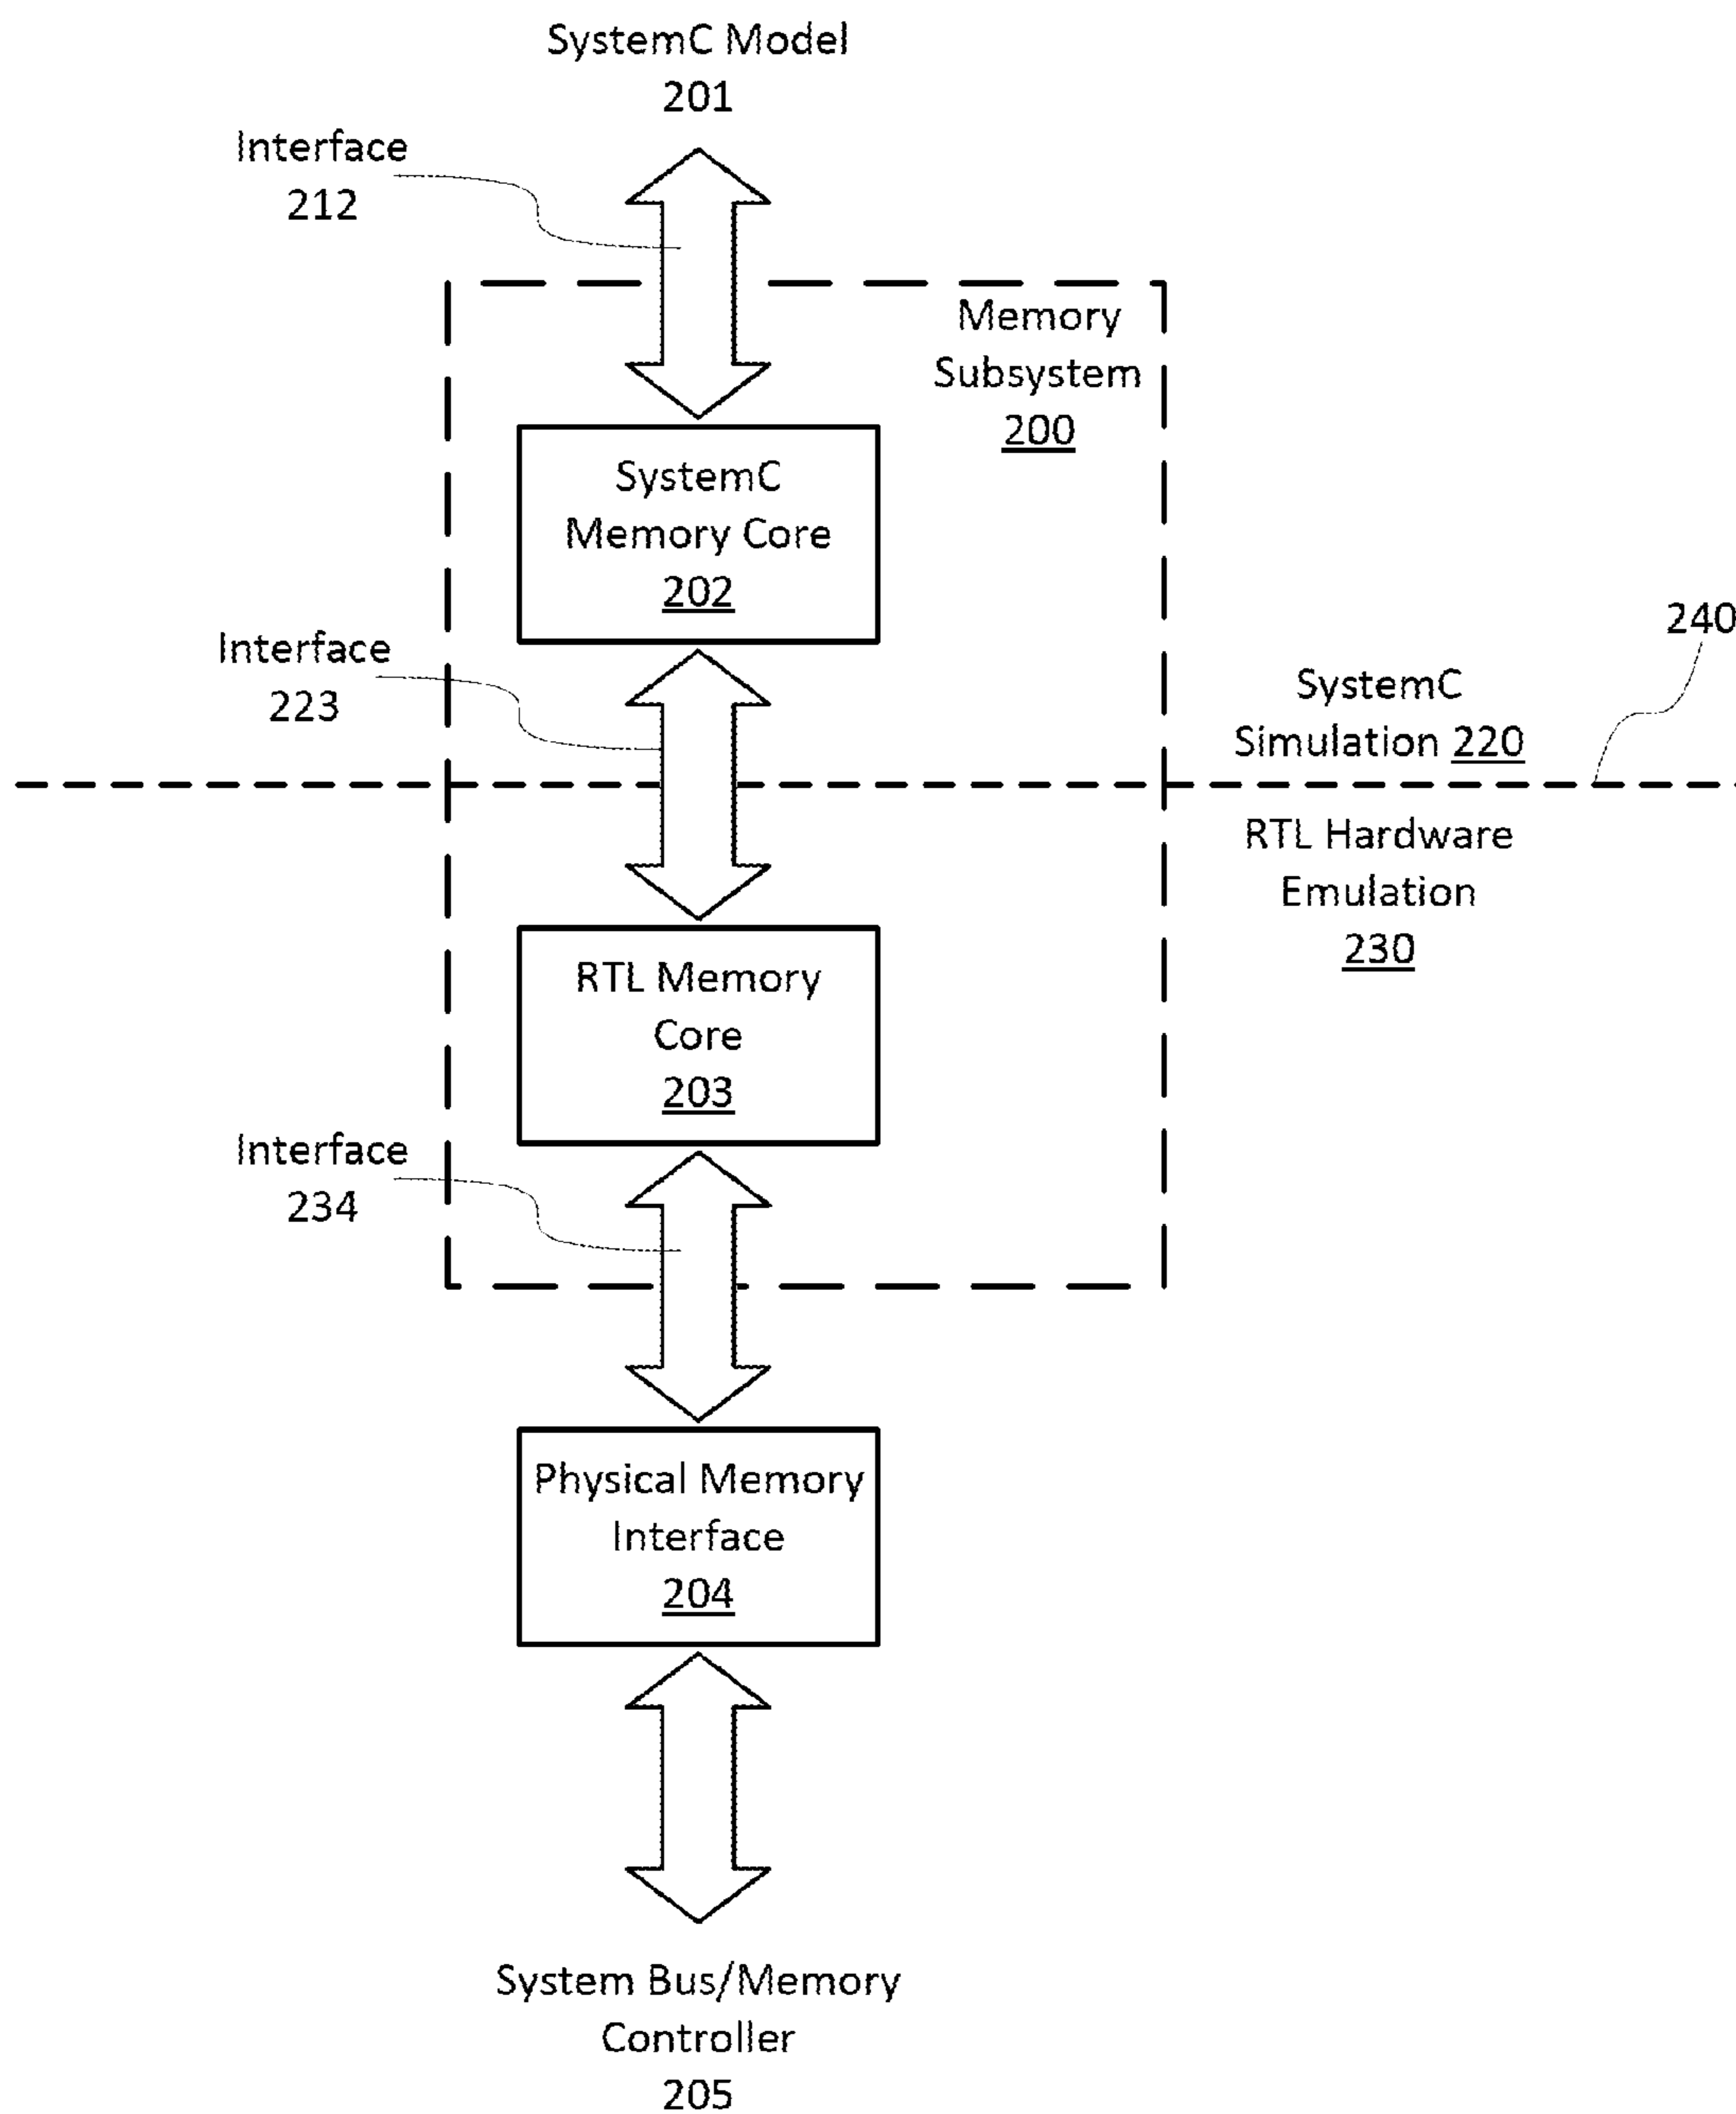 SystemC Model
201
Interface
212
Memory
Subsystem
200
SystemC
Memory Core
202
Interface
223
240
SystemC
Simulation 220
RTL Hardware
Emulation
230
RTL Memory
Core
203
Interface
234
Physical Memory
Interface
204
System Bus/Memory
Controller
205